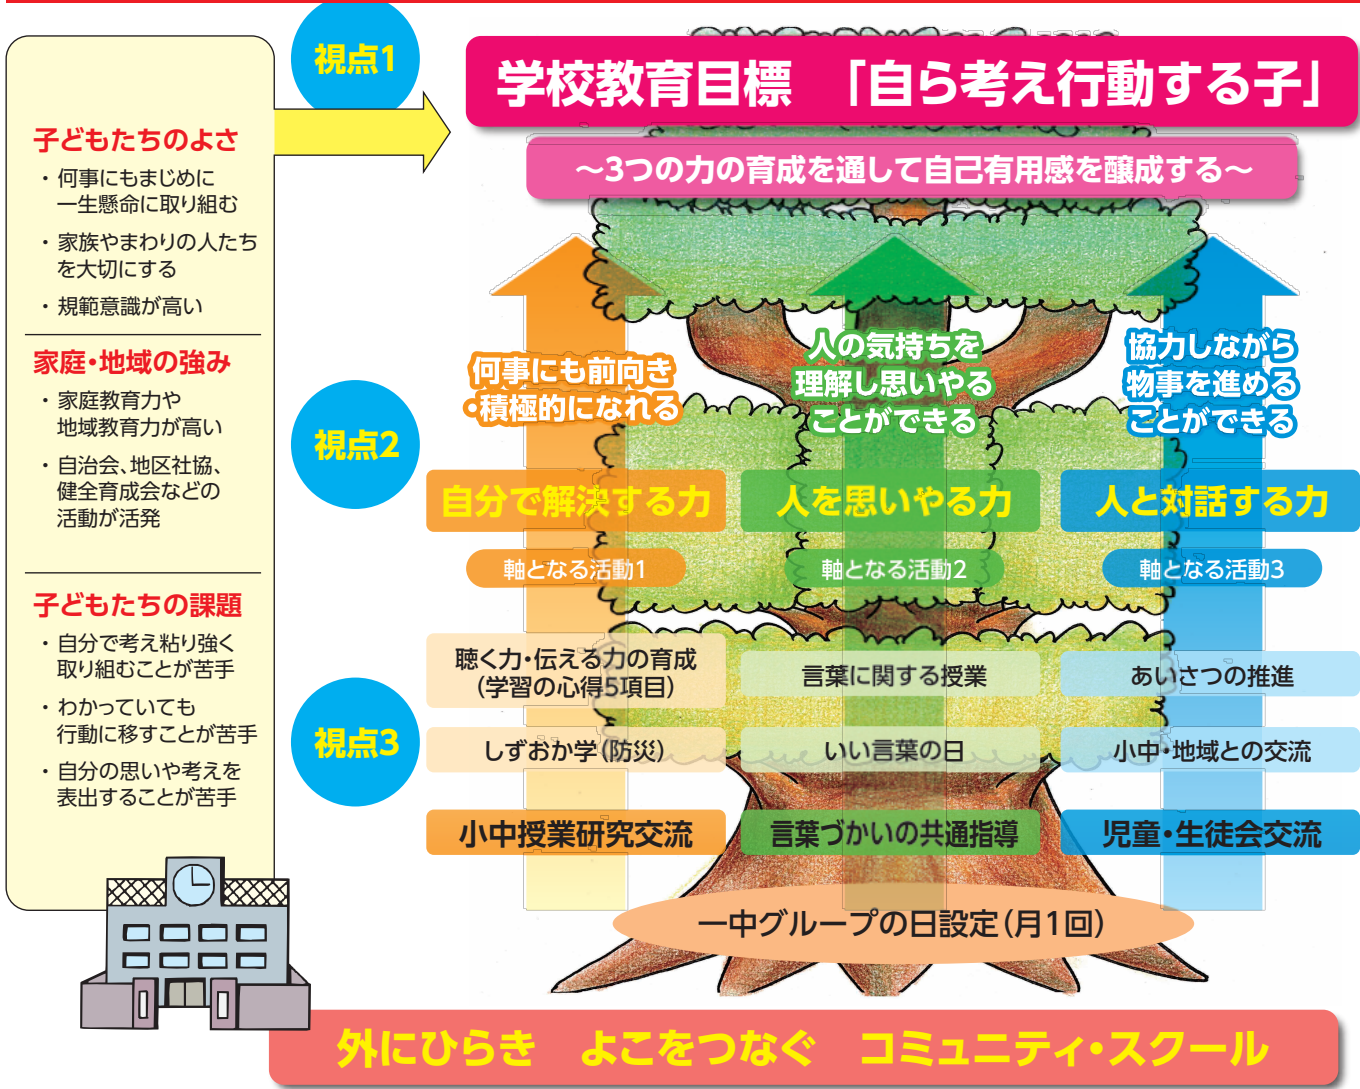 視点1
学校教育目標 「自ら考え行動する子」
〜3つの力の育成を通して自己有用感を醸成する〜
子どもたちのよさ
・何事にもまじめに
一生懸命に取り組む
・家族やまわりの人たち
を大切にする
・規範意識が高い
家庭・地域の強み
・家庭教育力や
地域教育力が高い
・自治会、地区社協、
健全育成会などの
活動が活発
子どもたちの課題
・自分で考え粘り強く
取り組むことが苦手
・わかっていても
行動に移すことが苦手
・自分の思いや考えを
表出することが苦手
視点2
何事にも前向き
・積極的になれる
自分で解決する力
軸となる活動1
人の気持ちを
理解し思いやる
ことができる
人を思いやる力
軸となる活動2
協力しながら
物事を進める
ことができる
人と対話する力
軸となる活動3
視点3
聴く力・伝える力の育成
(学習の心得5項目)
しずおか学(防災)
小中授業研究交流
言葉に関する授業
いい言葉の日
言葉づかいの共通指導
あいさつの推進
小中・地域との交流
児童・生徒会交流
一中グループの日設定(月1回)
外にひらき よこをつなぐ コミュニティ・スクール